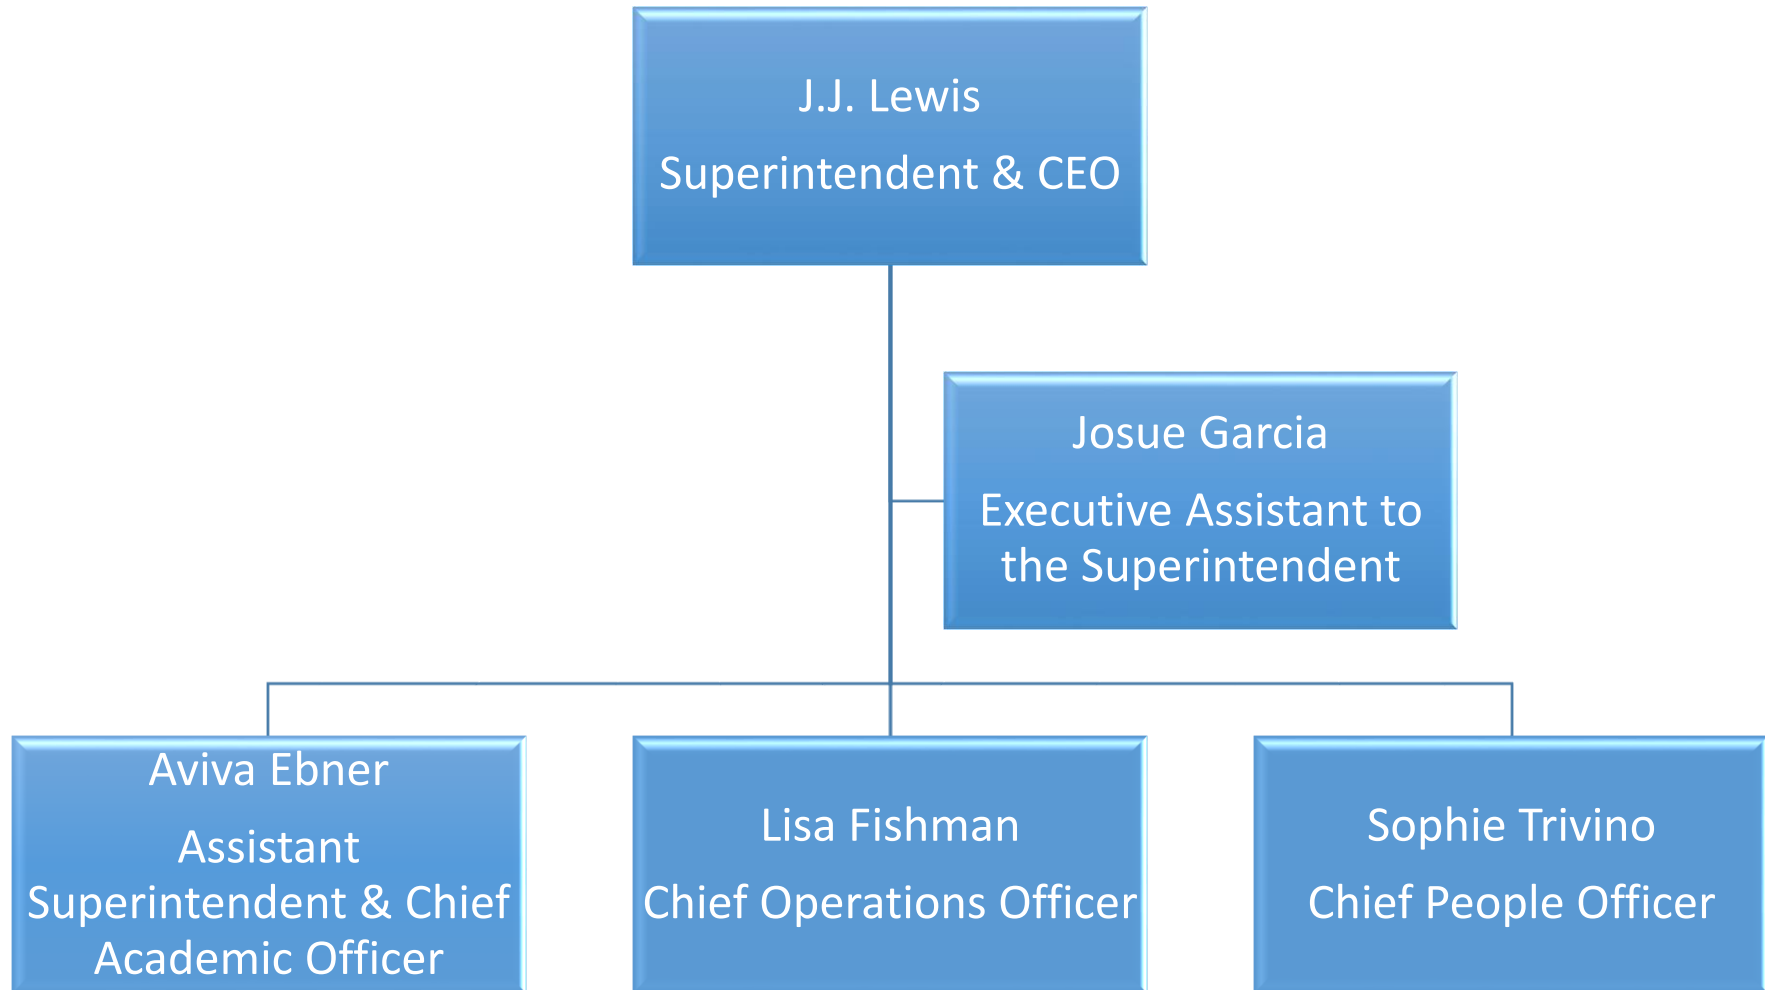 J.J. Lewis
Superintendent & CEO
Josue Garcia
Executive Assistant to
the Superintendent
Aviva Ebner
Assistant
Superintendent & Chief
Academic Officer
Lisa Fishman
Chief Operations Officer
Sophie Trivino
Chief People Officer